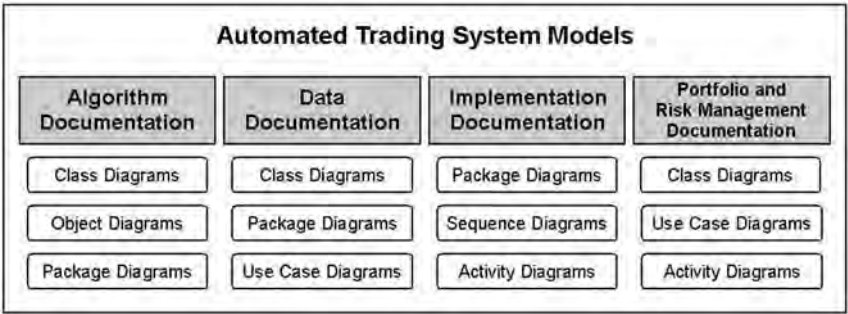 Automated Trading System Models
Algorithm
Documentation
Data
Documentation
Implementation
Documentation
Portfolio and
Risk Management
Documentation
Class Diagrams
Class Diagrams
Package Diagrams
Class Diagrams
Object Diagrams
Package Diagrams
Sequence Diagrams
Use Case Diagrams
Package Diagrams
Use Case Diagrams
Activity Diagrams
Activity Diagrams